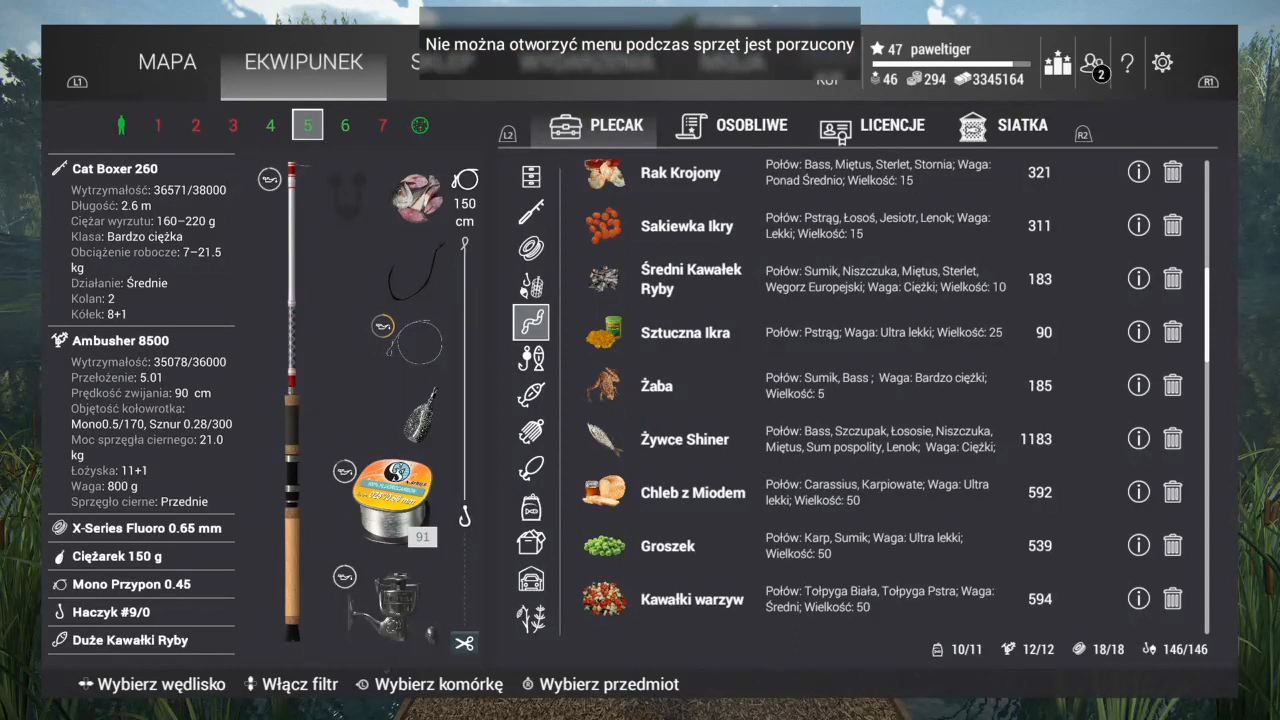 Nie można otworzyć menu podczas sprzęt jest porzucony
L1
MAPA
EKWIPUNEK
47 paweltiger
46 294 3345164
2
?
R1
1 2 3 4 5 6 7
L2
PLECAK
OSOBLIWE
LICENCJE
SIATKA
R2
Cat Boxer 260
Wytrzymałość: 36571/38000
Długość: 2.6 m
Ciężar wyrzutu: 160–220 g
Klasa: Bardzo ciężka
Obciążenie robocze: 7–21.5
kg
Działanie: Średnie
Kolan: 2
Kółek: 8+1
Ambusher 8500
Wytrzymałość: 35078/36000
Przełożenie: 5.01
Prędkość zwijania: 90 cm
Objętość kołowrotka:
Mono0.5/170, Sznur 0.28/300
Moc sprzęgła ciernego: 21.0
kg
Łożyska: 11+1
Waga: 800 g
Sprzęgło cierne: Przednie
X-Series Fluoro 0.65 mm
Ciężarek 150 g
Mono Przypon 0.45
Haczyk #9/0
Duże Kawałki Ryby
150
cm
91
Rak Krojony
Połów: Bass, Miętus, Sterlet, Stornia; Waga:
Ponad Średnio; Wielkość: 15
321
Sakiewka Ikry
Połów: Pstrąg, Łosoś, Jesiotr, Lenok; Waga:
Lekki; Wielkość: 15
311
Średni Kawałek
Ryby
Połów: Sumik, Niszczuka, Miętus, Sterlet,
Węgorz Europejski; Waga: Ciężki; Wielkość: 10
183
Sztuczna Ikra
Połów: Pstrąg; Waga: Ultra lekki; Wielkość: 25
90
Żaba
Połów: Sumik, Bass ; Waga: Bardzo ciężki;
Wielkość: 5
185
Żywce Shiner
Połów: Bass, Szczupak, Łososie, Niszczuka,
Miętus, Sum pospolity, Lenok; Waga: Ciężki;
1183
Chleb z Miodem
Połów: Carassius, Karpiowate; Waga: Ultra
lekki; Wielkość: 50
592
Groszek
Połów: Karp, Sumik; Waga: Ultra lekki;
Wielkość: 50
539
Kawałki warzyw
Połów: Tołpyga Biała, Tołpyga Pstra; Waga:
Średni; Wielkość: 50
594
10/11 12/12 18/18 146/146
Wybierz wędlisko
Włącz filtr
Wybierz komórkę
Wybierz przedmiot